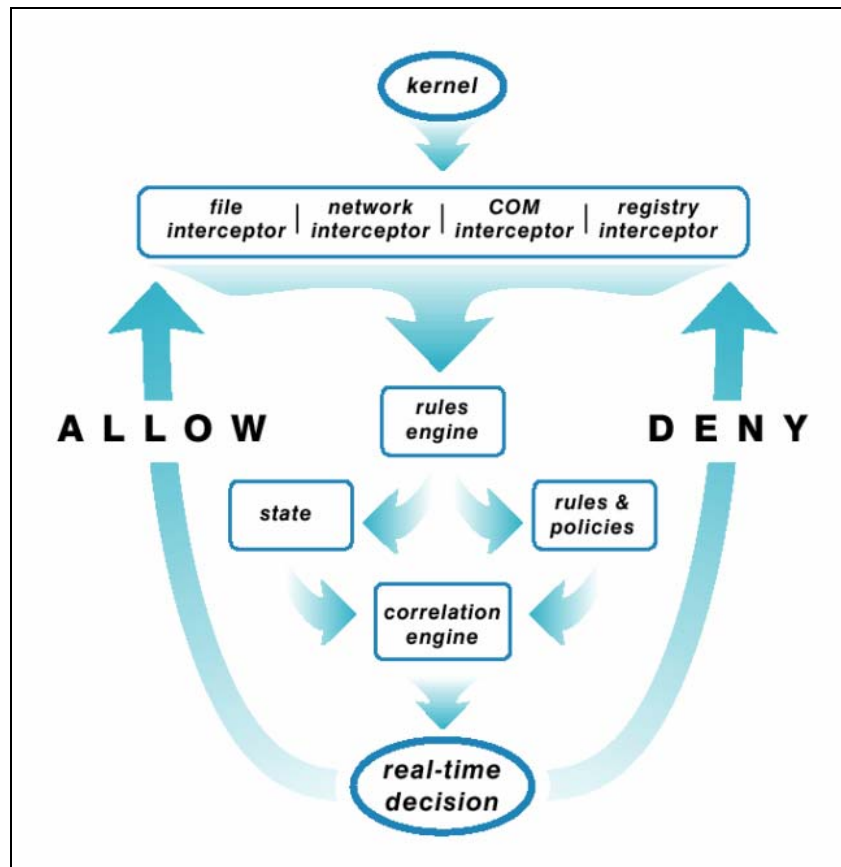 kernel
file interceptor | network interceptor | COM interceptor | registry interceptor
ALLOW
rules
engine
DENY
state
rules &
policies
correlation
engine
real-time
decision